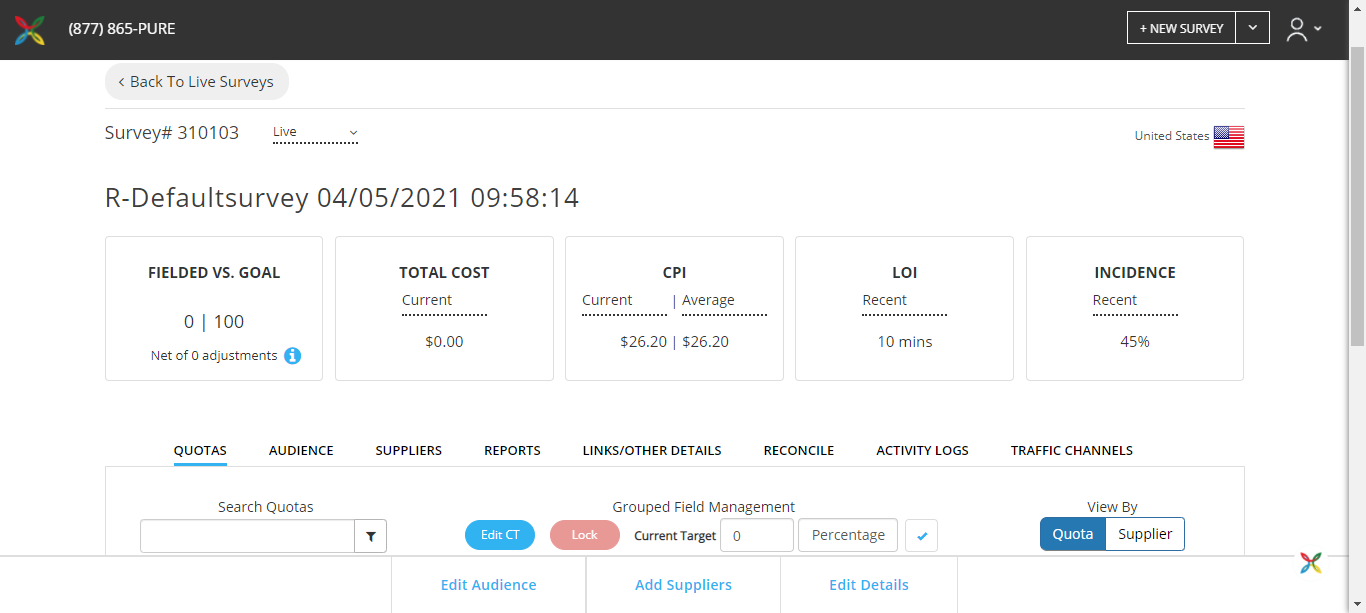 (877) 865-PURE
+ NEW SURVEY
Back To Live Surveys
Survey# 310103
Live
United States
R-Defaultsurvey 04/05/2021 09:58:14
FIELDED VS. GOAL
0 | 100
Net of 0 adjustments
TOTAL COST
Current
$0.00
CPI
Current | Average
$26.20 | $26.20
LOI
Recent
10 mins
INCIDENCE
Recent
45%
QUOTAS AUDIENCE SUPPLIERS REPORTS LINKS/OTHER DETAILS RECONCILE ACTIVITY LOGS TRAFFIC CHANNELS
Search Quotas
Grouped Field Management
View By
Edit CT Lock Current Target 0 Percentage
Quota Supplier
Edit Audience Add Suppliers Edit Details